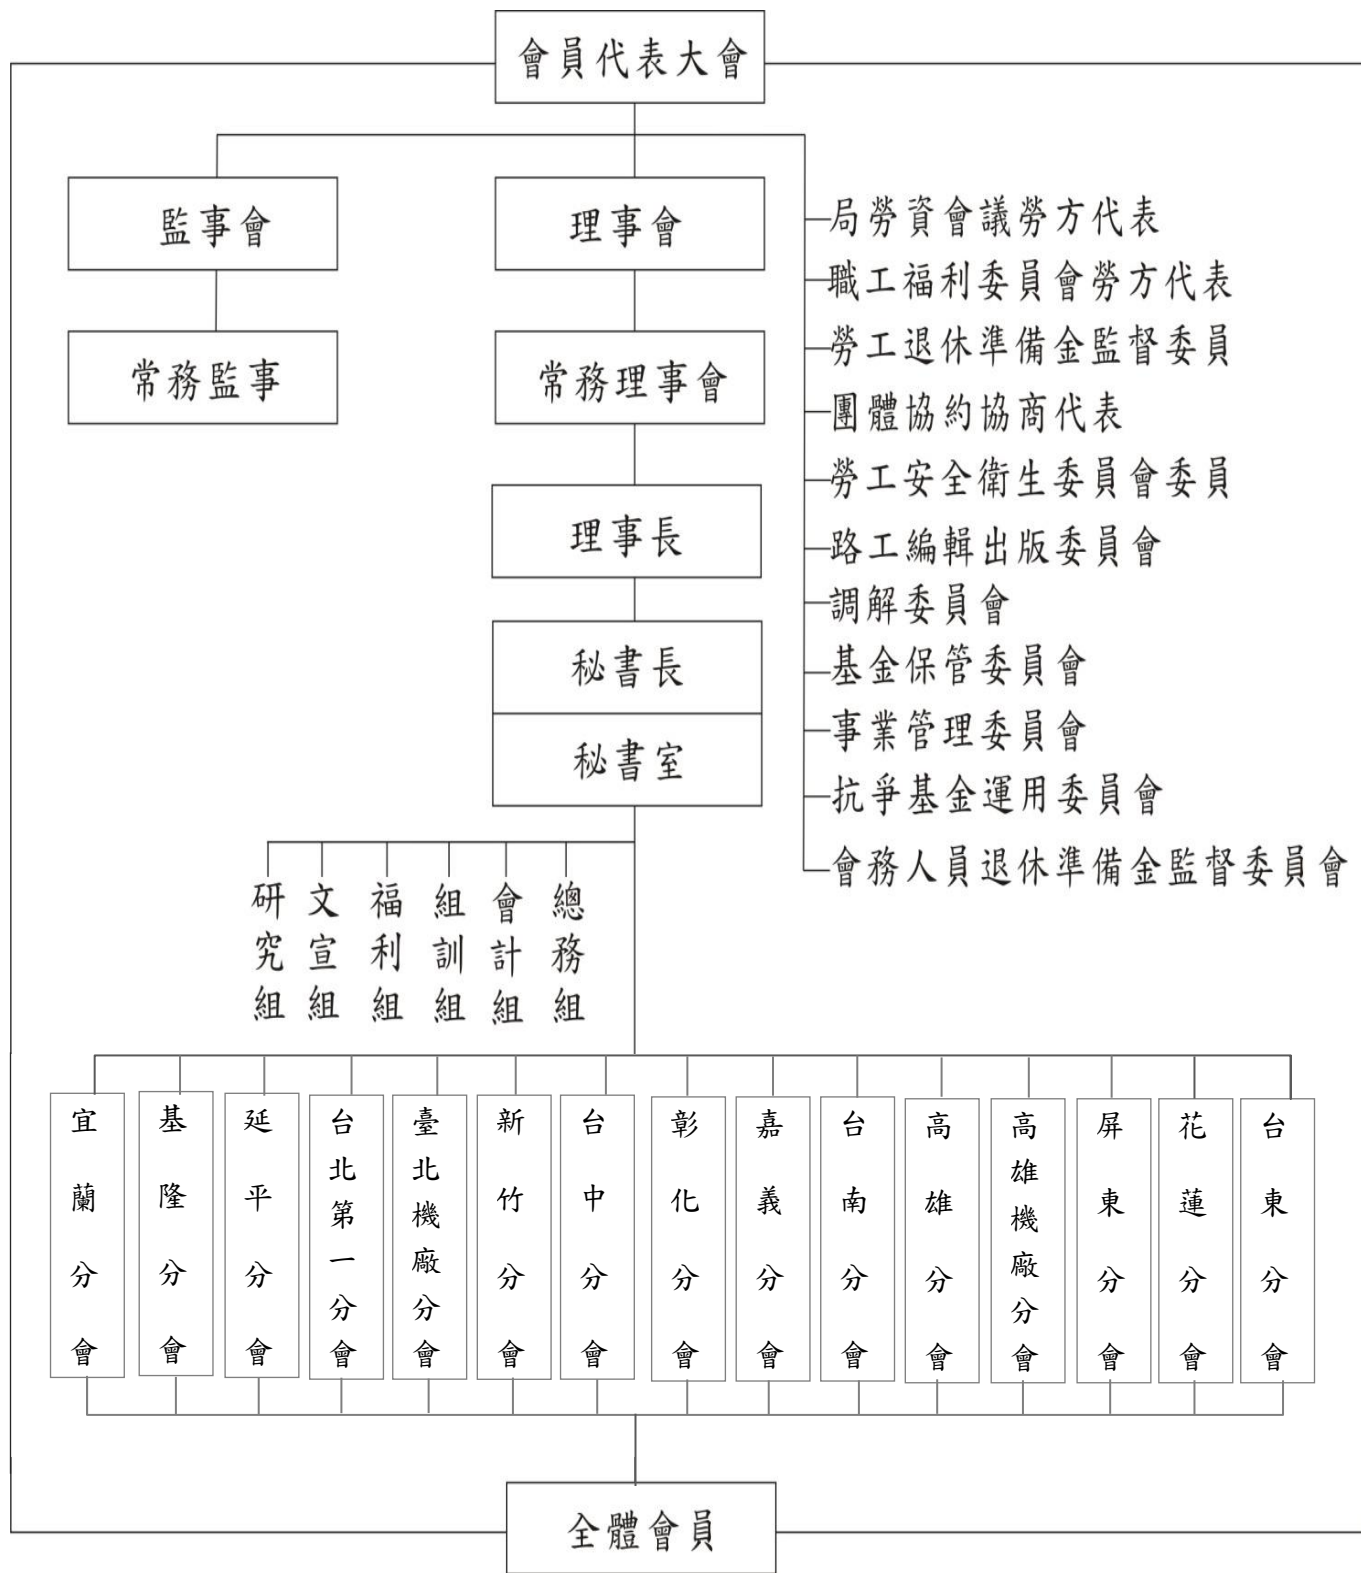 會員代表大會
監事會
理事會
常務監事
常務理事會
理事長
秘書長
秘書室
局勞資會議勞方代表
職工福利委員會勞方代表
勞工退休準備金監督委員
團體協約協商代表
勞工安全衛生委員會委員
路工編輯出版委員會
調解委員會
基金保管委員會
事業管理委員會
抗爭基金運用委員會
會務人員退休準備金監督委員會
研究組
文宣組
福利組
組訓組
會計組
總務組
宜蘭分會
基隆分會
延平分會
台北第一分會
臺北機廠分會
新竹分會
台中分會
彰化分會
嘉義分會
台南分會
高雄分會
高雄機廠分會
屏東分會
花蓮分會
台東分會
全體會員